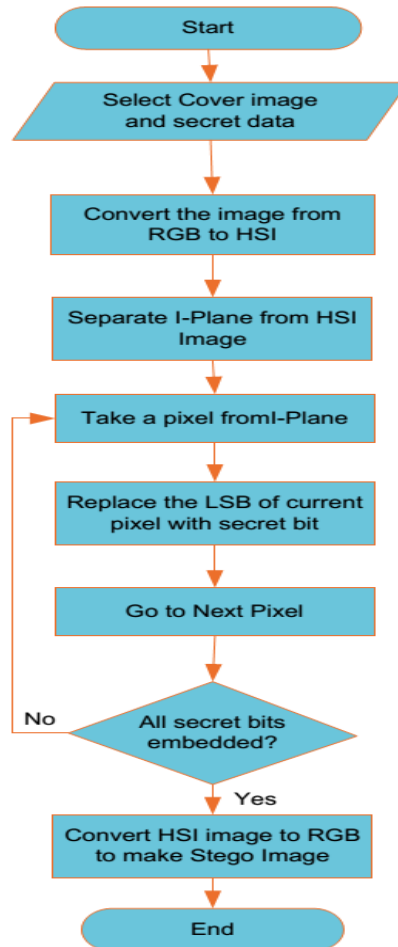 Start
Select Cover image
and secret data
Convert the image from
RGB to HSI
Separate I-Plane from HSI
Image
Take a pixel fromI-Plane
Replace the LSB of current
pixel with secret bit
Go to Next Pixel
No
All secret bits
embedded?
Yes
Convert HSI image to RGB
to make Stego Image
End